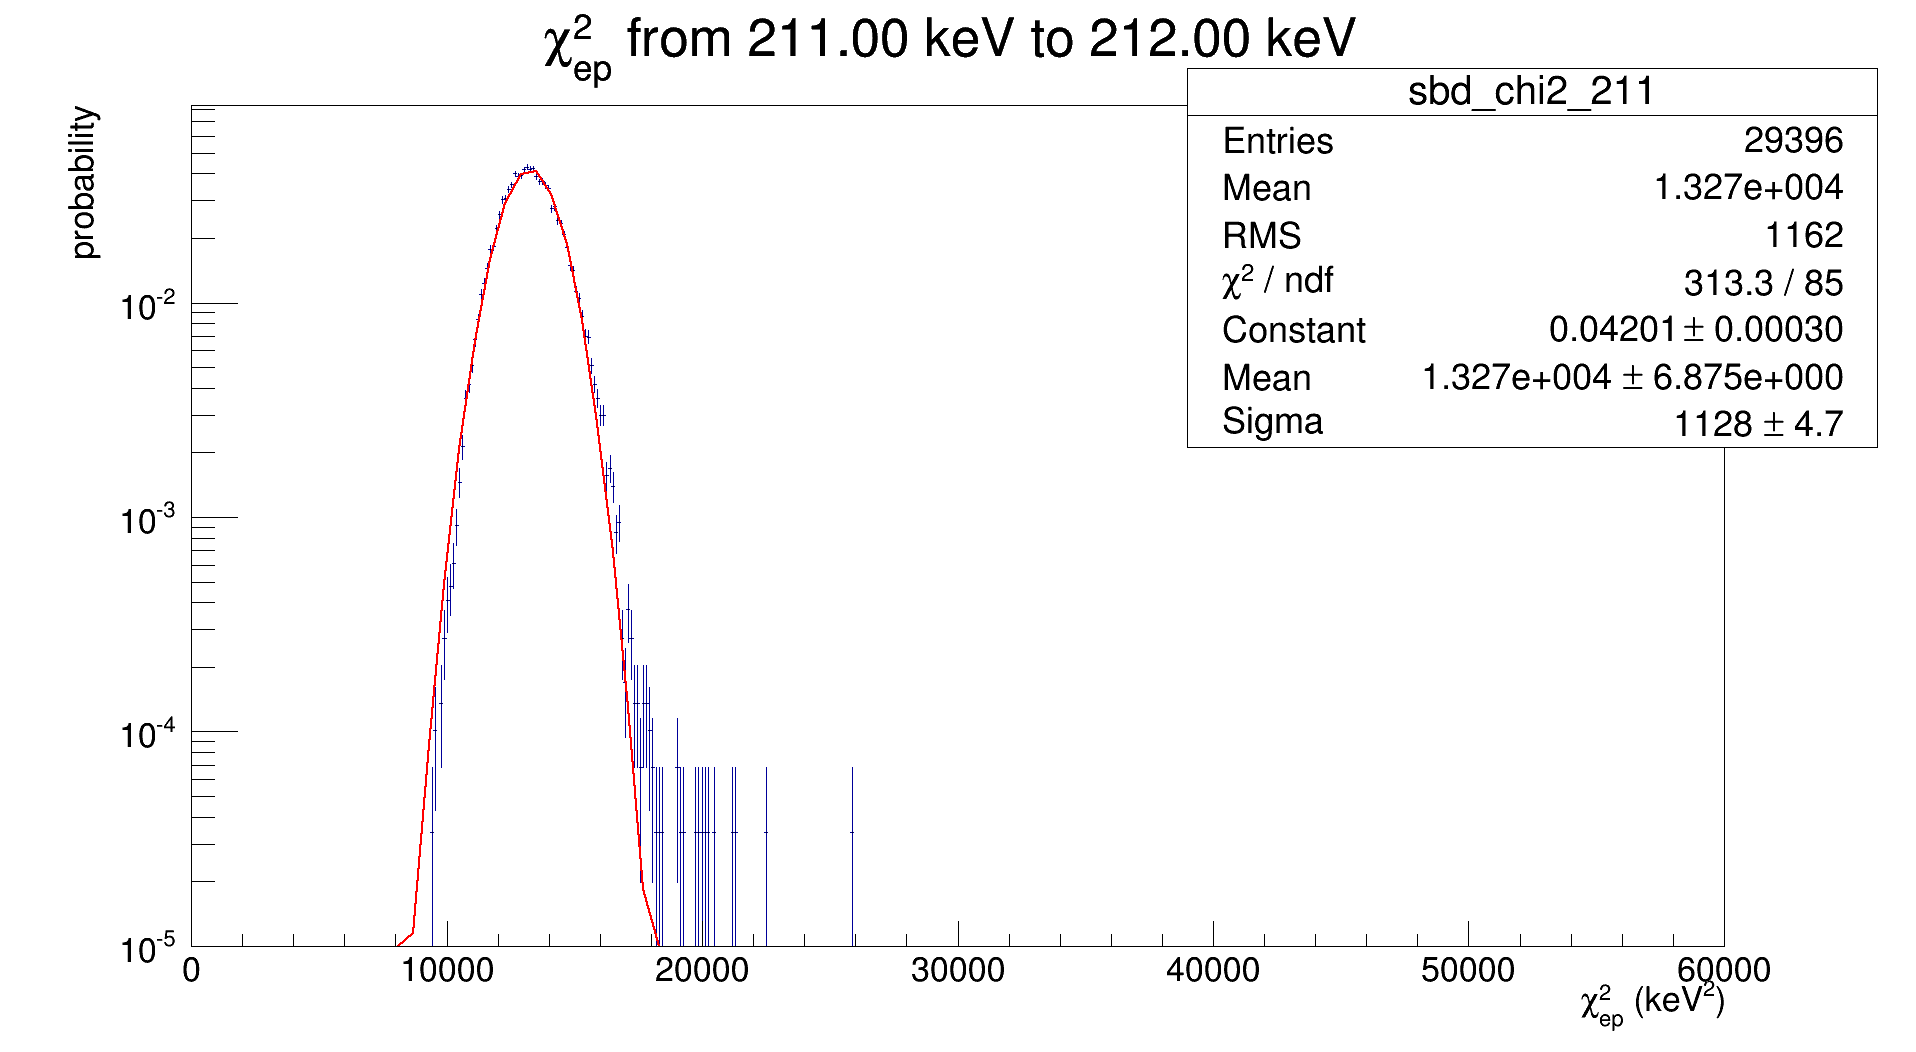 χ²ep from 211.00 keV to 212.00 keV
sbd_chi2_211
Entries 29396
Mean 1.327e+004
RMS 1162
χ² / ndf 313.3 / 85
Constant 0.04201 ± 0.00030
Mean 1.327e+004 ± 6.875e+000
Sigma 1128 ± 4.7
probability
10⁻²
10⁻³
10⁻⁴
10⁻⁵
0 10000 20000 30000 40000 50000 60000
χ²ep (keV²)